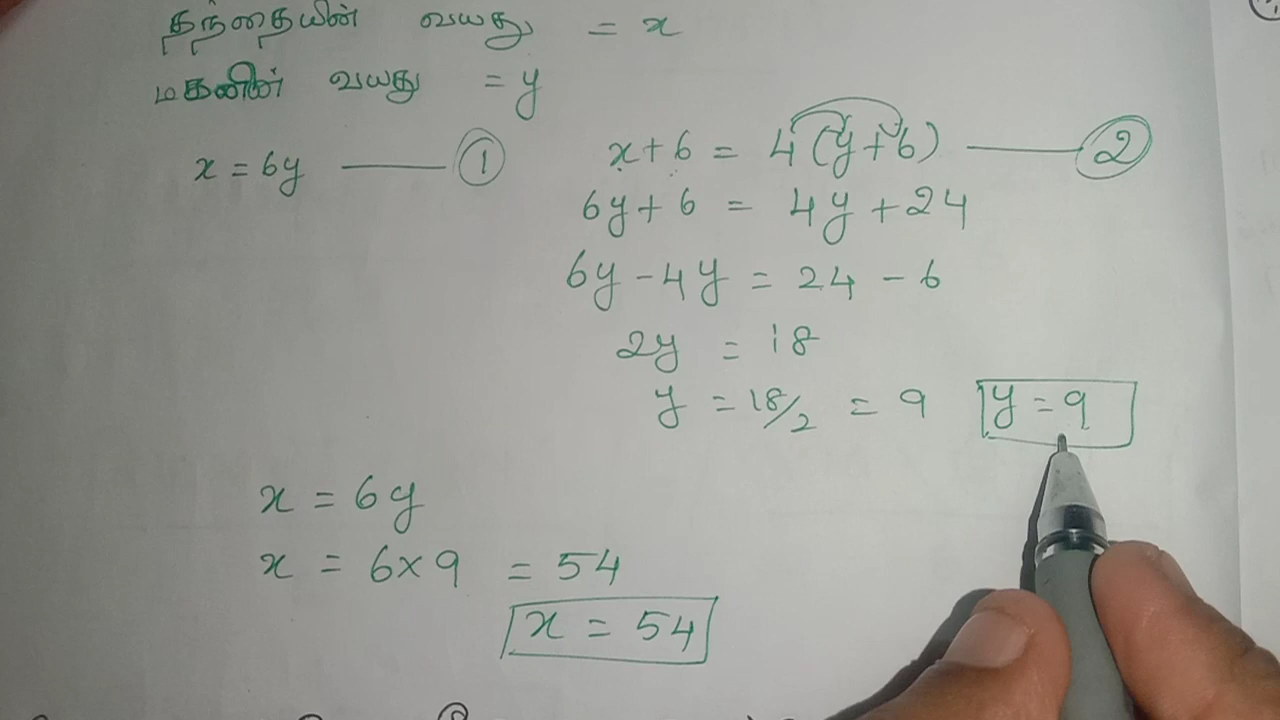 தந்தையின் வயது = x
மகனின் வயது = y
x = 6y ——— ①
x + 6 = 4 (y + 6) ——— ②
6y + 6 = 4y + 24
6y - 4y = 24 - 6
2y = 18
y = 18/2 = 9 y = 9
x = 6y
x = 6 x 9 = 54
x = 54